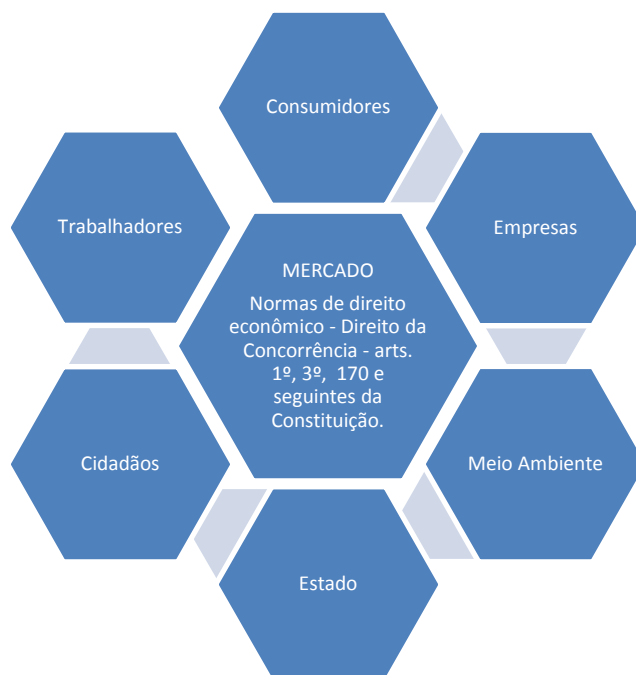 Consumidores
Trabalhadores
Empresas
MERCADO
Normas de direito
econômico - Direito da
Concorrência - arts.
1º, 3º, 170 e
seguintes da
Constituição.
Cidadãos
Meio Ambiente
Estado